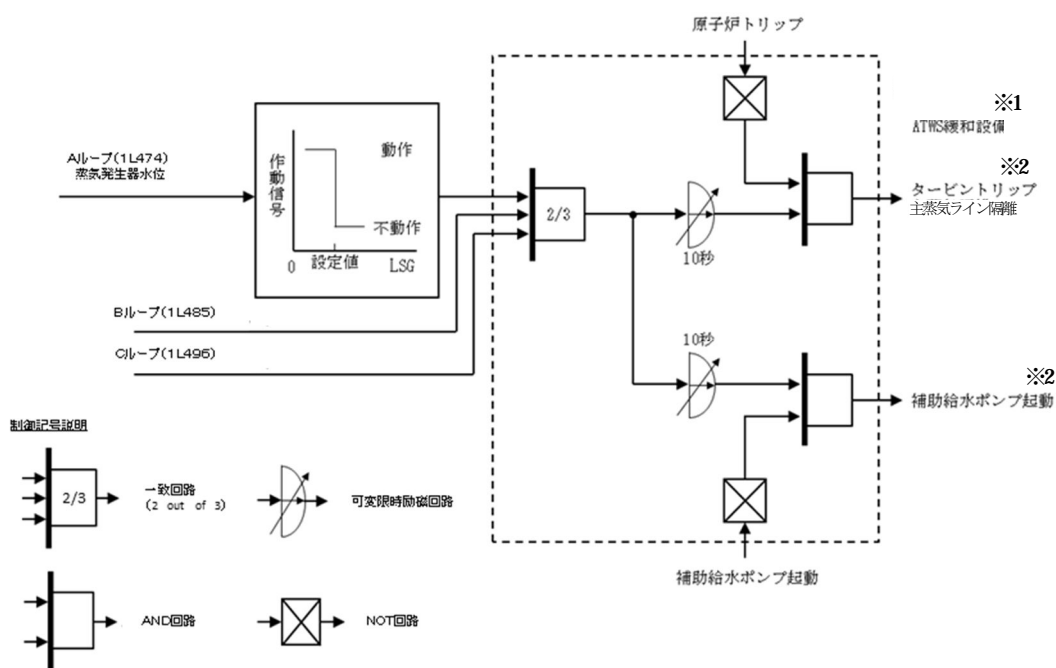 原子炉トリップ
※1
ATWS緩和設備
※2
タービントリップ
主蒸気ライン隔離
Aループ(1L474)
蒸気発生器水位
作動信号
動作
不動作
0
設定値
LSG
2/3
10秒
Bループ(1L485)
Cループ(1L496)
10秒
※2
補助給水ポンプ起動
補助給水ポンプ起動
制御記号説明
2/3
一致回路
(2 out of 3)
可変限時励磁回路
AND回路
NOT回路